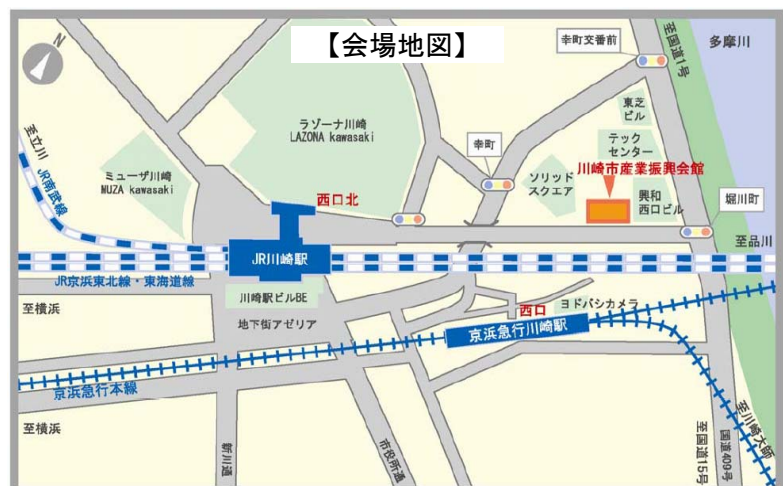 【会場地図】
N
幸町交番前
至国道1号
多摩川
東芝
ビル
ラゾーナ川崎
LAZONA kawasaki
幸町
テック
センター
至立川
JR南武線
ミューザ川崎
MUZA kawasaki
ソリッド
スクエア
川崎市産業振興会館
西口北
興和
西口ビル
堀川町
JR川崎駅
至品川
JR京浜東北線・東海道線
川崎駅ビルBE
至横浜
西口
ヨドバシカメラ
地下街アゼリア
京浜急行川崎駅
京浜急行本線
至横浜
新川通
市役所通
至国道15号
国道409号
至川崎大師